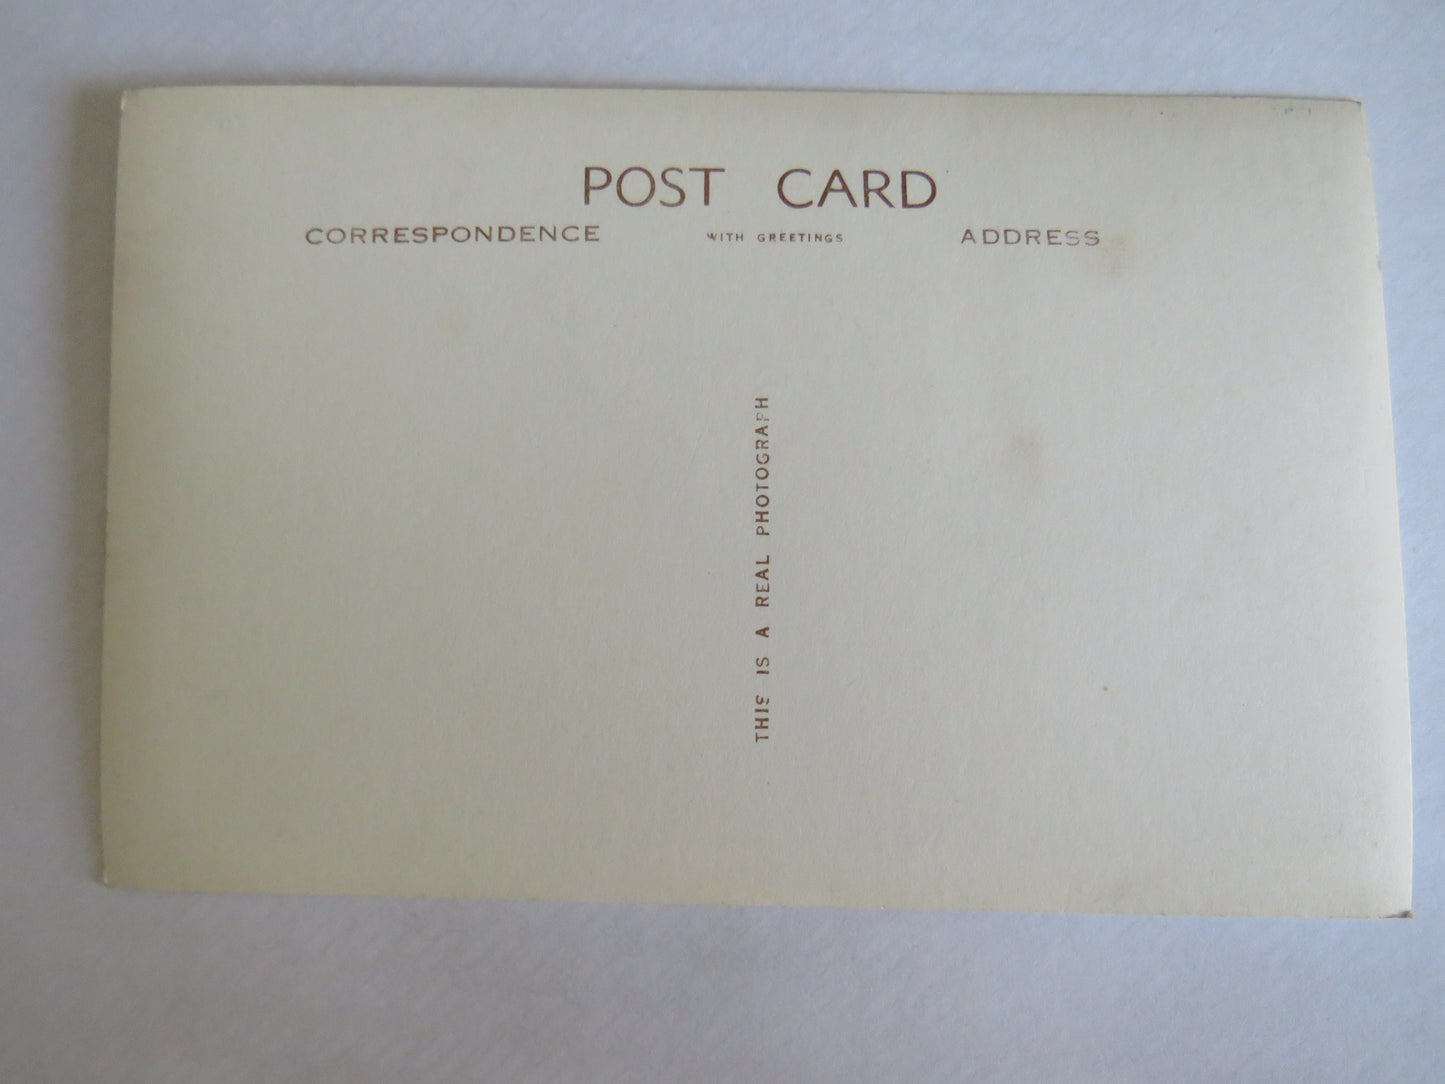 POST CARD
CORRESPONDENCE WITH GREETINGS ADDRESS
THIS IS A REAL PHOTOGRAPH